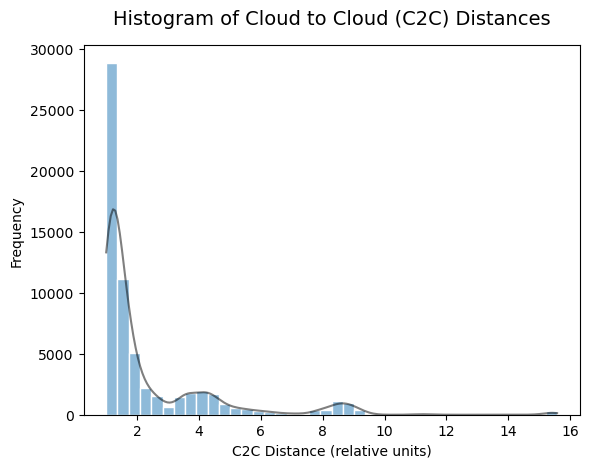 Histogram of Cloud to Cloud (C2C) Distances
30000
25000
20000
15000
10000
5000
0
Frequency
2 4 6 8 10 12 14 16
C2C Distance (relative units)